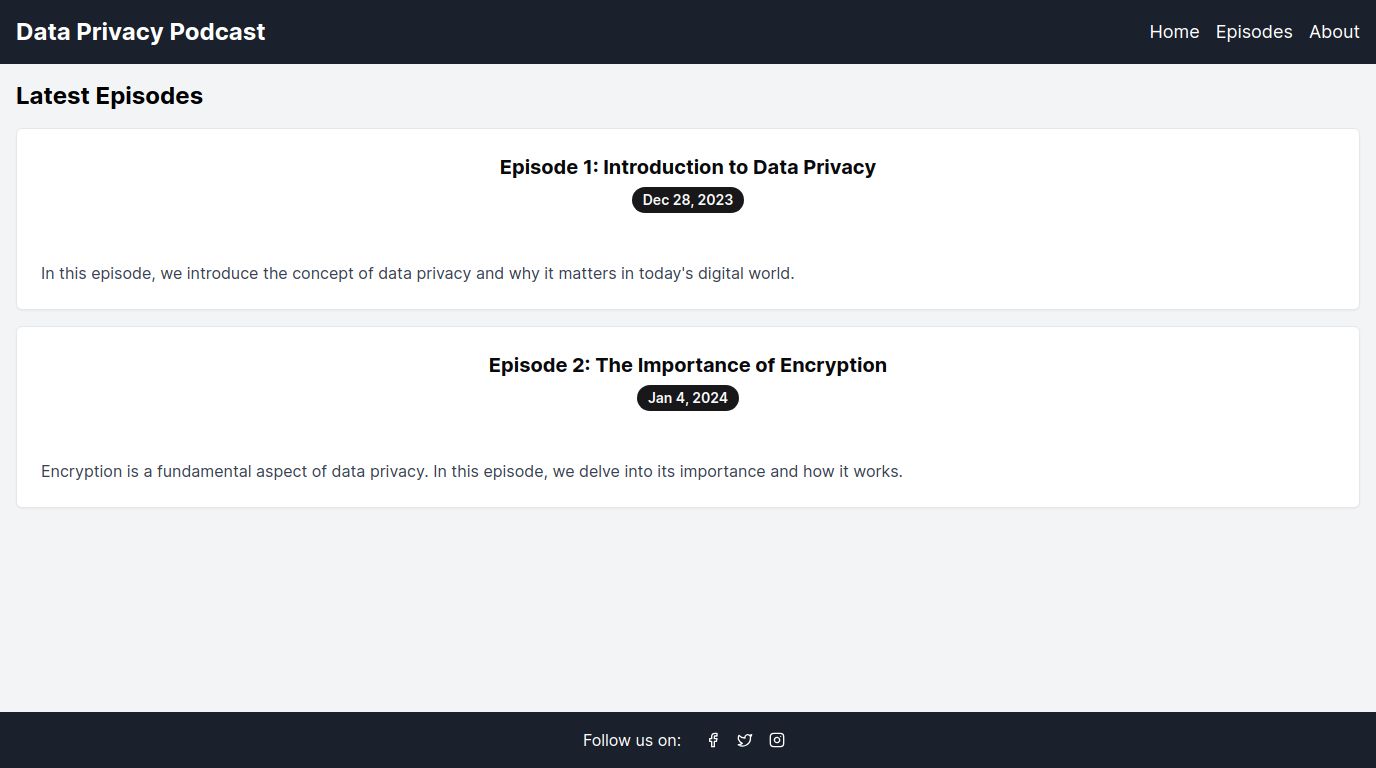 Data Privacy Podcast
Home Episodes About
Latest Episodes
Episode 1: Introduction to Data Privacy
Dec 28, 2023
In this episode, we introduce the concept of data privacy and why it matters in today's digital world.
Episode 2: The Importance of Encryption
Jan 4, 2024
Encryption is a fundamental aspect of data privacy. In this episode, we delve into its importance and how it works.
Follow us on: